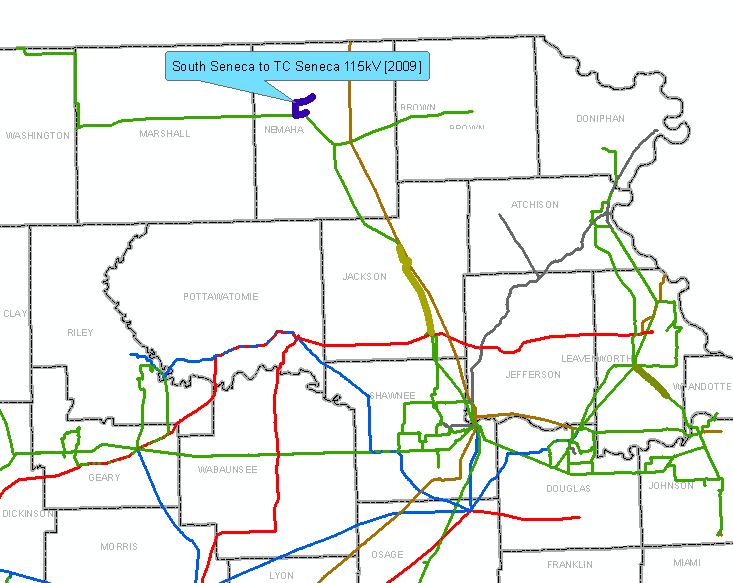 South Seneca to TC Seneca 115kV [2009]
BROWN
DONIPHAN
WASHINGTON
MARSHALL
NEMAHA
BROWN
ATCHISON
JACKSON
POTTAWATOMIE
CLAY
RILEY
LEAVENWORTH
JEFFERSON
WYANDOTTE
SHAWNEE
WABAUNSEE
GEARY
DOUGLAS
JOHNSON
DICKINSON
MORRIS
OSAGE
FRANKLIN
MIAMI
LYON